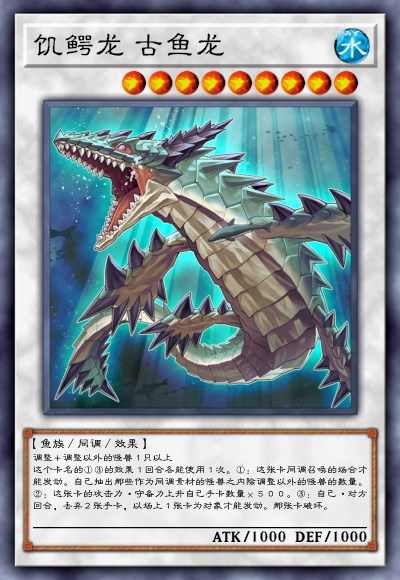 饥鳄龙 古鱼龙
水
【鱼族/同调/效果】
调整＋调整以外的怪兽1只以上
这个卡名的①③的效果1回合各能使用1次。①：这张卡同调召唤的场合才
能发动。自己抽出那些作为同调素材的怪兽之内除调整以外的怪兽的数量。
②：这张卡的攻击力·守备力上升自己手卡数量×500。③：自己·对方
回合，丢弃2张手卡，以场上1张卡为对象才能发动。那张卡破坏。
ATK/1000 DEF/1000